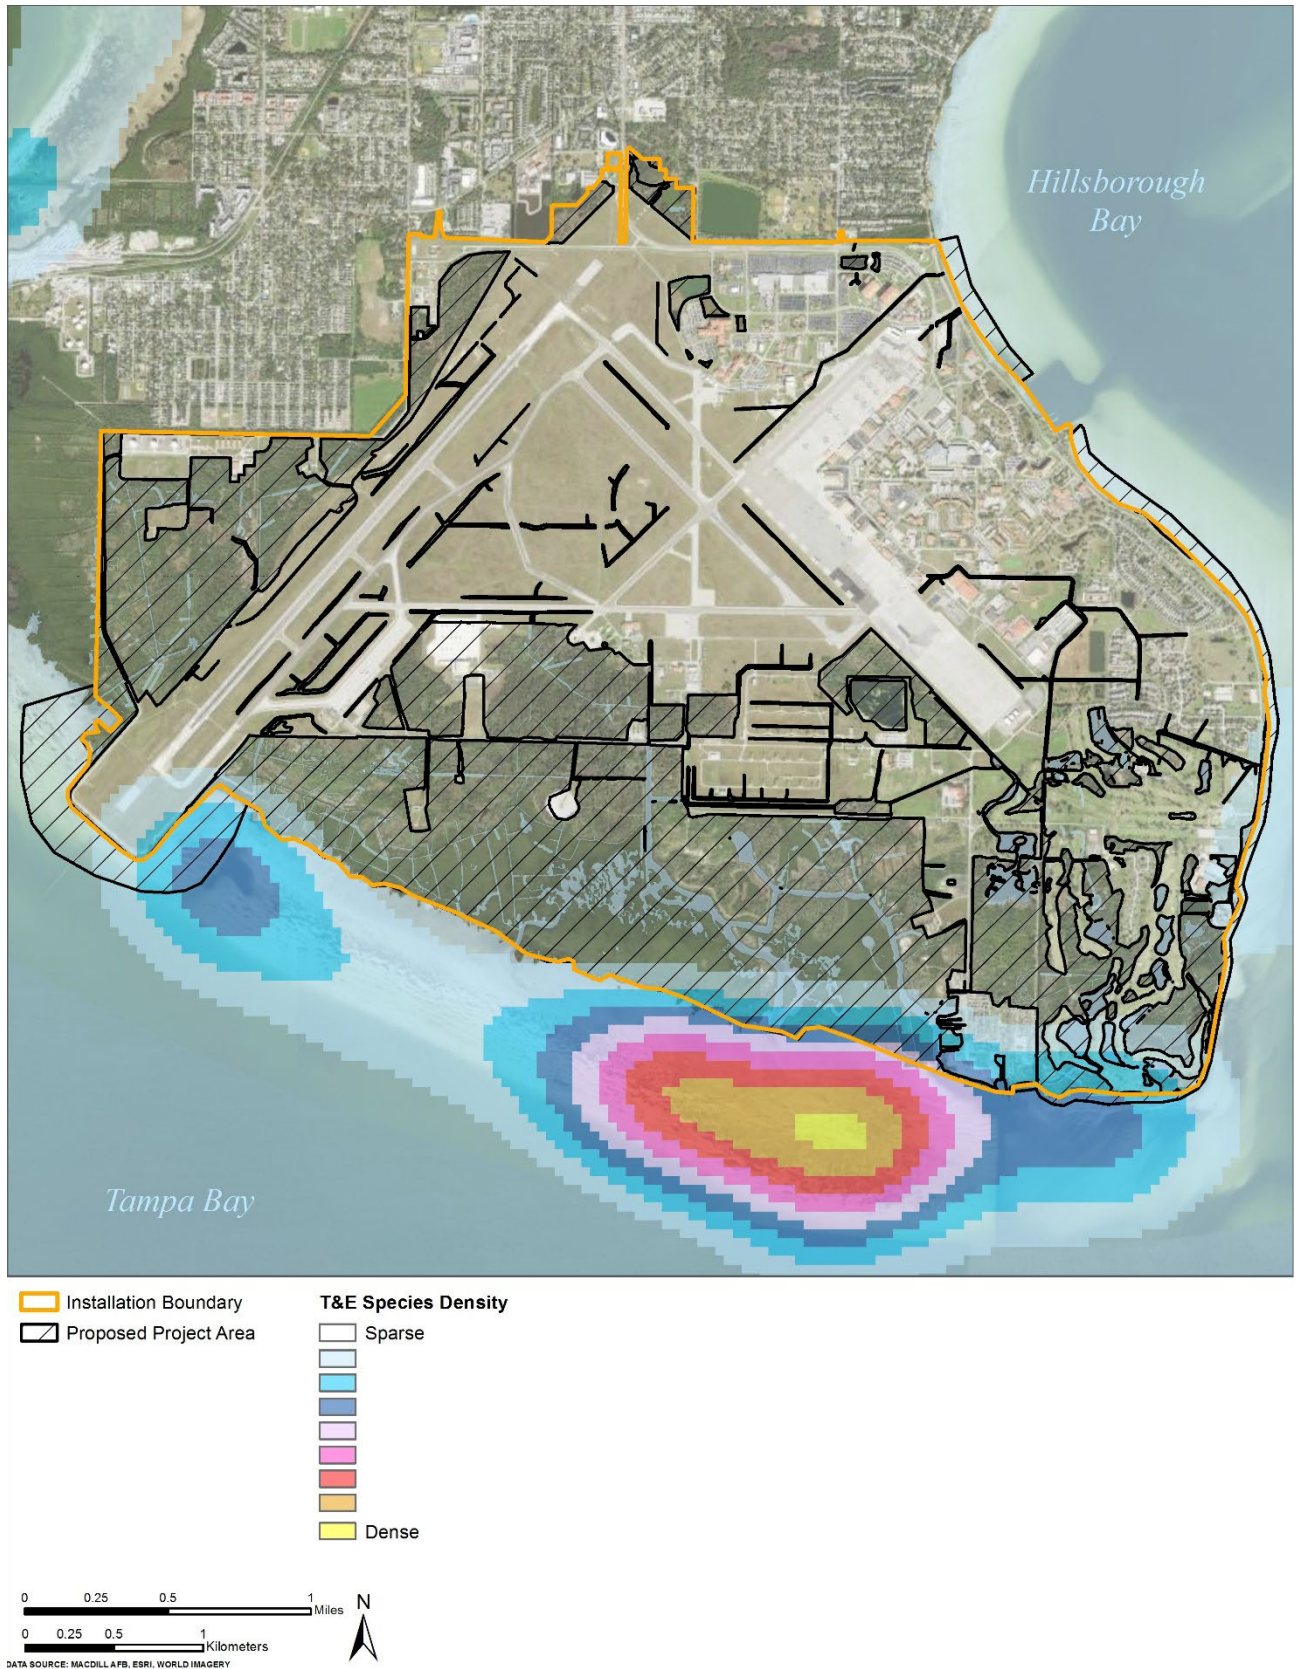 Hillsborough
Bay
Tampa Bay
Installation Boundary
Proposed Project Area
T&E Species Density
Sparse
Dense
0 0.25 0.5 1
Miles
0 0.25 0.5 1
Kilometers
N
DATA SOURCE: MACDILL AFB, ESRI, WORLD IMAGERY